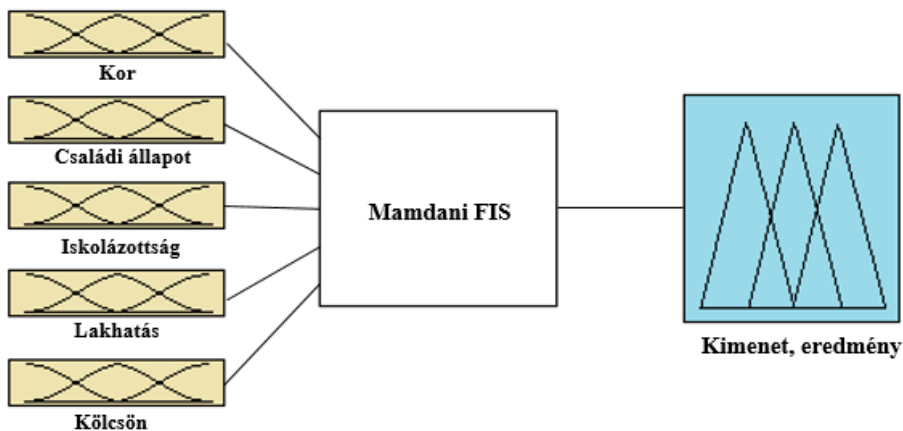 Kor
Családi állapot
Iskolázottság
Lakhatás
Kölcsön
Mamdani FIS
Kimenet, eredmény